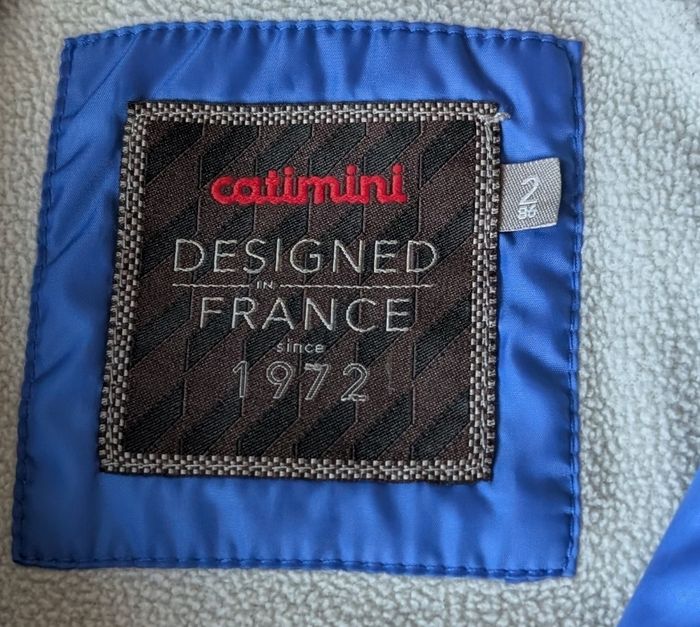 catimini
DESIGNED
IN
FRANCE
since
1972
2
86